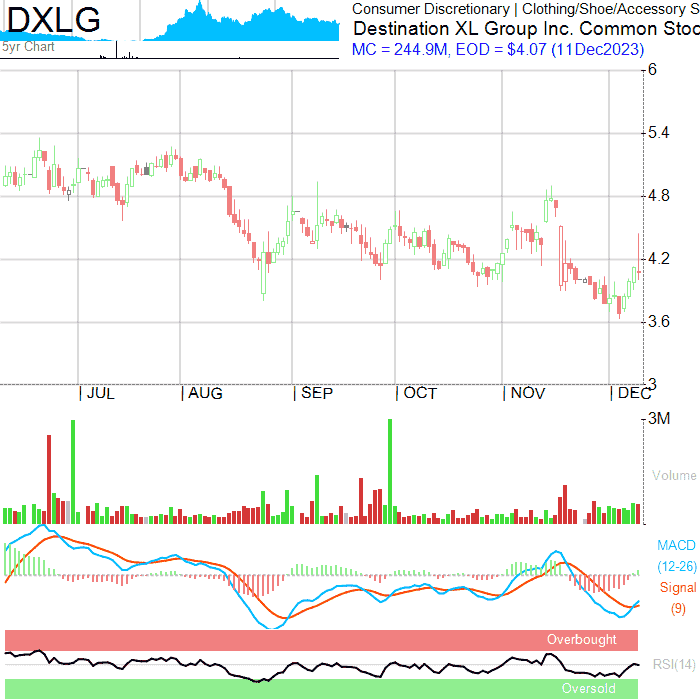 DXLG
5yr Chart
Consumer Discretionary | Clothing/Shoe/Accessory S
Destination XL Group Inc. Common Stoc
MC = 244.9M, EOD = $4.07 (11Dec2023)
6
5.4
4.8
4.2
3.6
3
| JUL | AUG | SEP | OCT | NOV | DEC
3M
Volume
MACD
(12-26)
Signal
(9)
Overbought
RSI(14)
Oversold